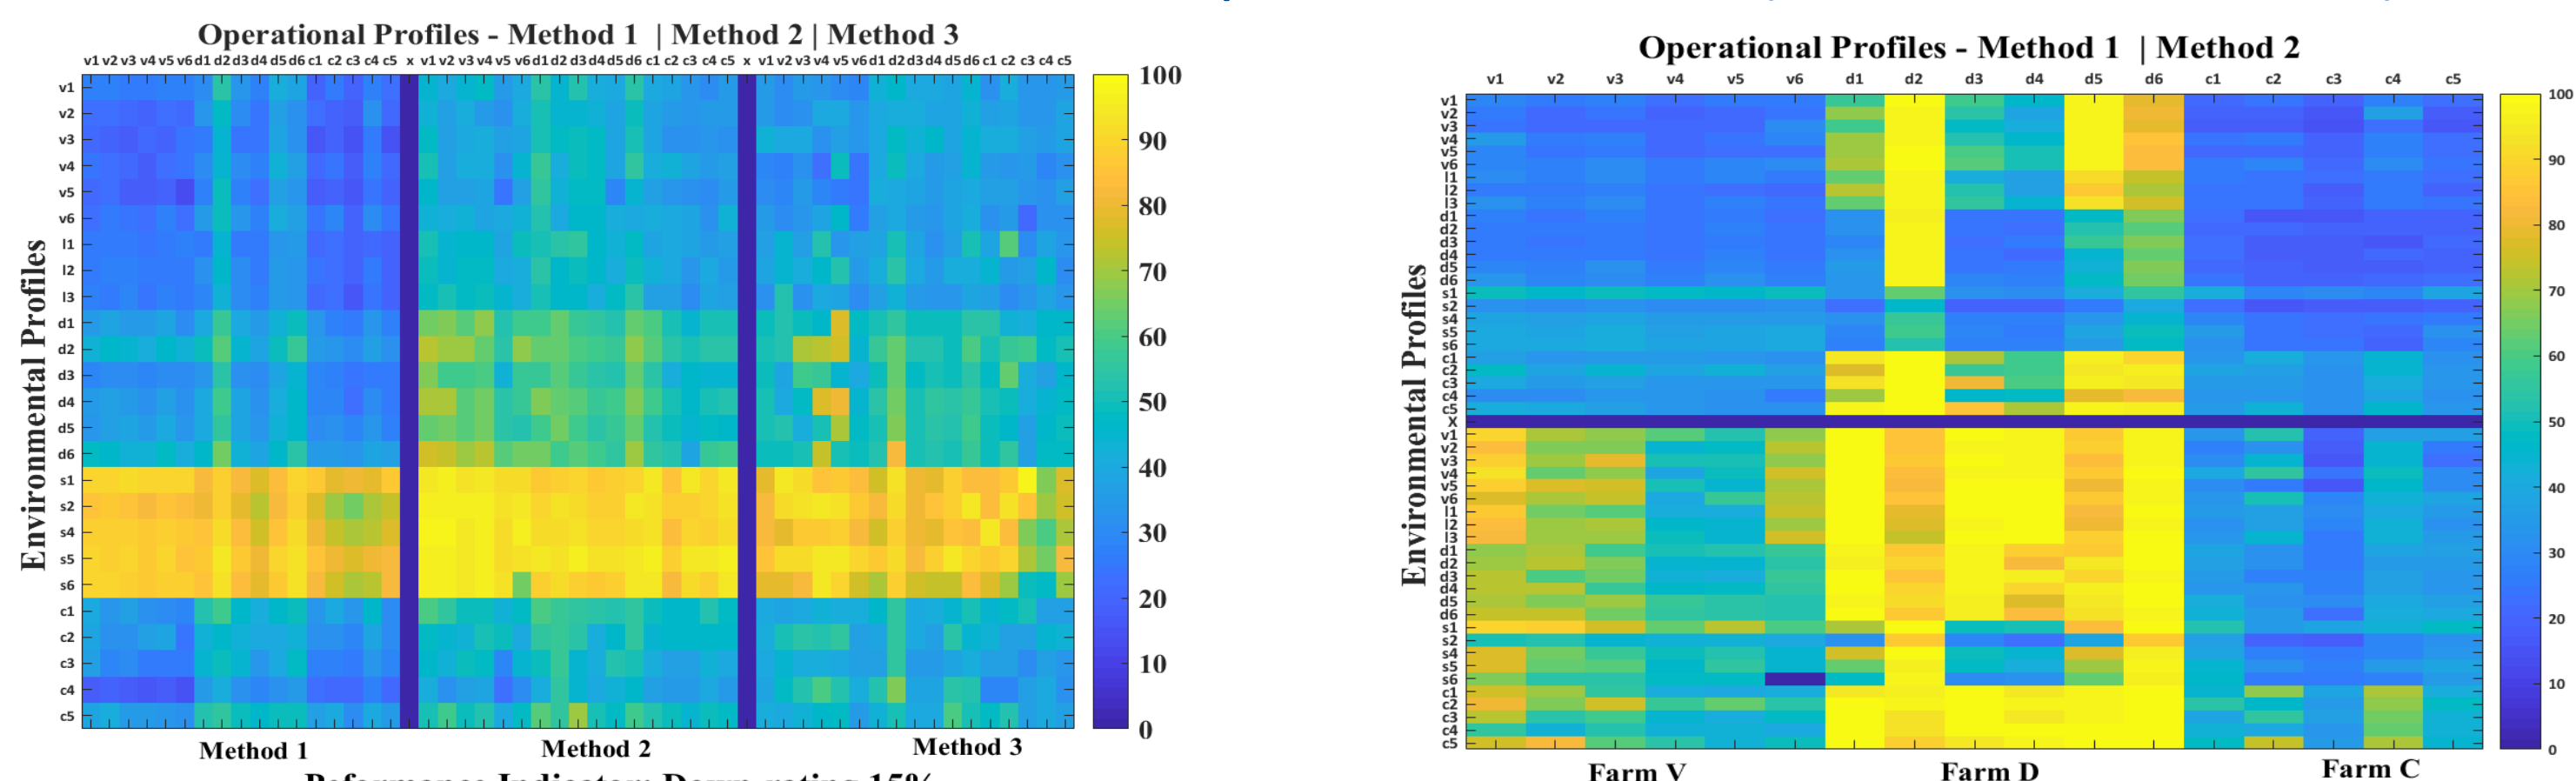 Operational Profiles - Method 1 | Method 2 | Method 3
v1 v2 v3 v4 v5 v6 d1 d2 d3 d4 d5 d6 c1 c2 c3 c4 c5 x v1 v2 v3 v4 v5 v6 d1 d2 d3 d4 d5 d6 c1 c2 c3 c4 c5 x v1 v2 v3 v4 v5 v6 d1 d2 d3 d4 d5 d6 c1 c2 c3 c4 c5
Environmental Profiles
v1
v2
v3
v4
v5
v6
l1
l2
l3
d1
d2
d3
d4
d5
d6
s1
s2
s4
s5
s6
c1
c2
c3
c4
c5
100
90
80
70
60
50
40
30
20
10
0
Method 1 Method 2 Method 3
Peformance Indicator: Down-rating 15%
Operational Profiles - Method 1 | Method 2
v1 v2 v3 v4 v5 v6 d1 d2 d3 d4 d5 d6 c1 c2 c3 c4 c5
Environmental Profiles
v1
v2
v3
v4
v5
v6
l1
l2
l3
d1
d2
d3
d4
d5
d6
s1
s2
s4
s5
s6
c1
c2
c3
c4
c5
X
v1
v2
v3
v4
v5
v6
l1
l2
l3
d1
d2
d3
d4
d5
d6
s1
s2
s4
s5
s6
c1
c2
c3
c4
c5
100
90
80
70
60
50
40
30
20
10
0
Farm V Farm D Farm C